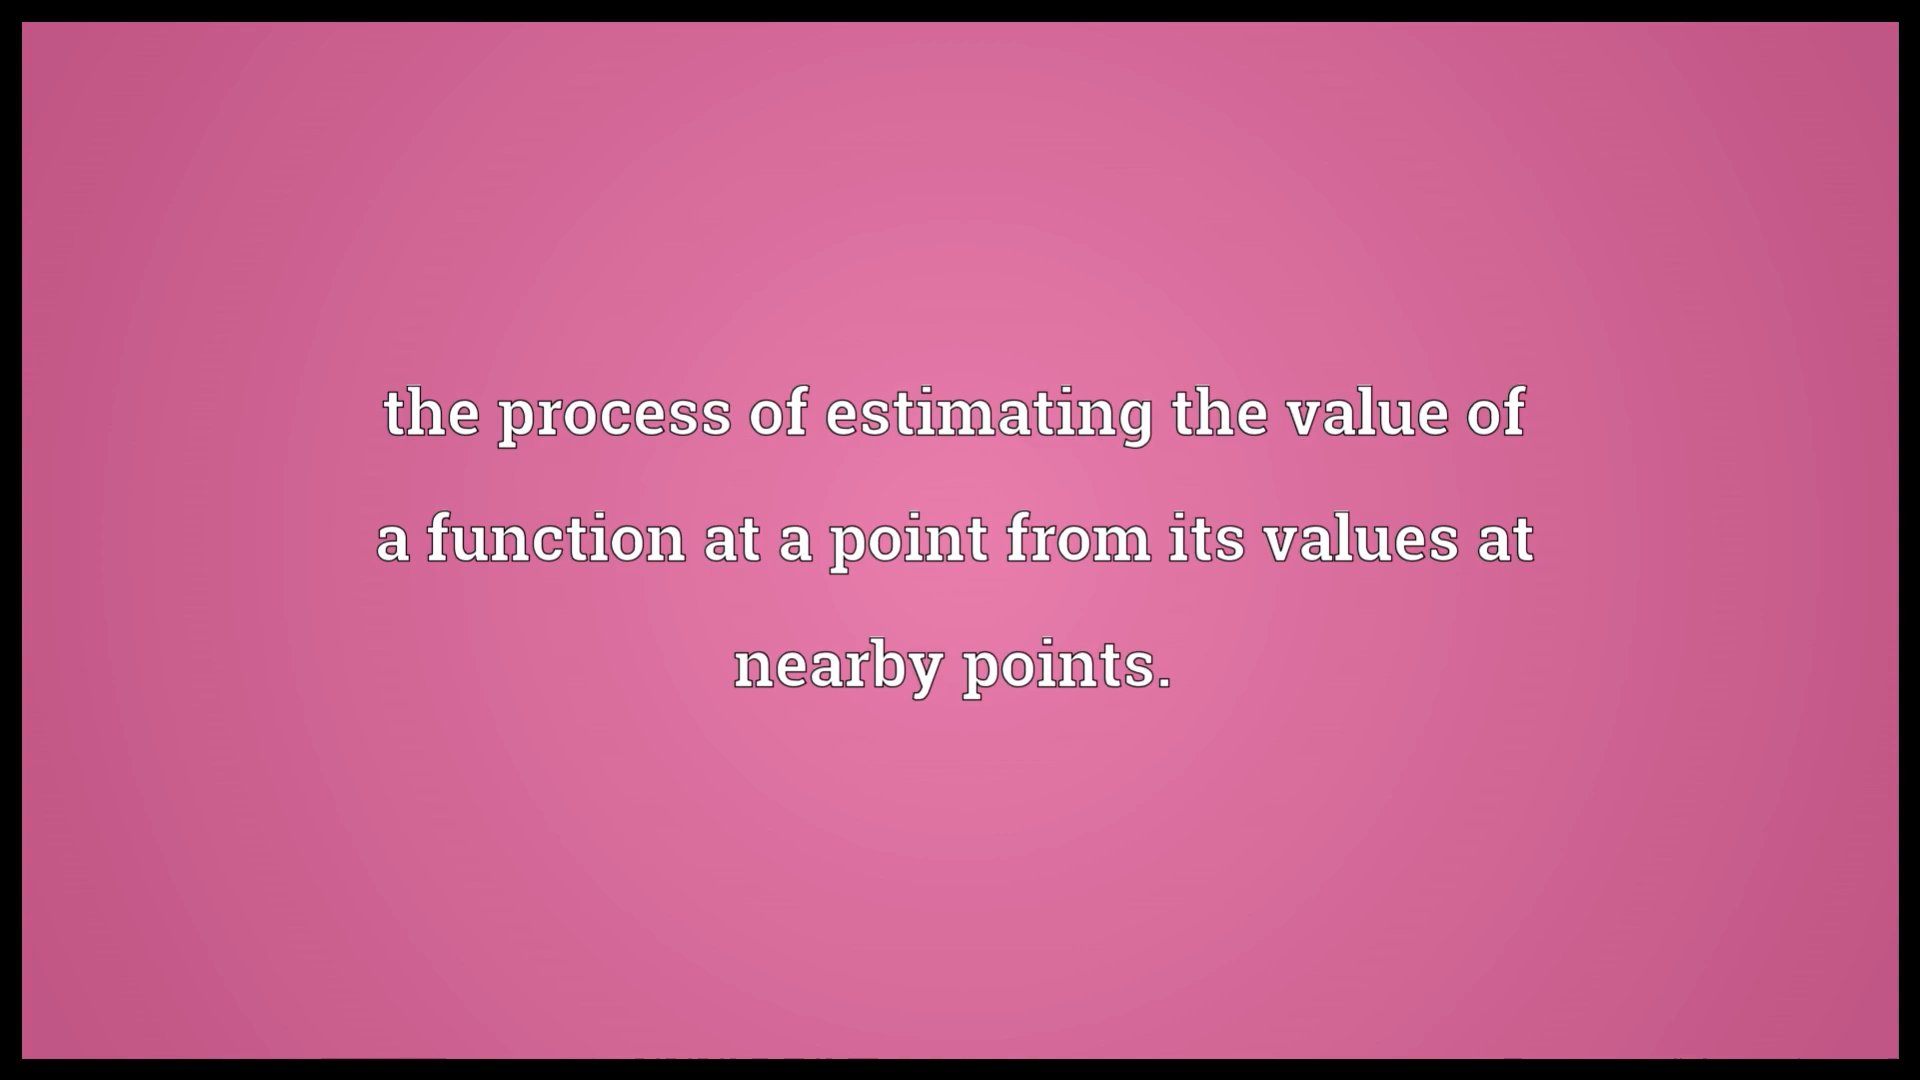 the process of estimating the value of
a function at a point from its values at
nearby points.